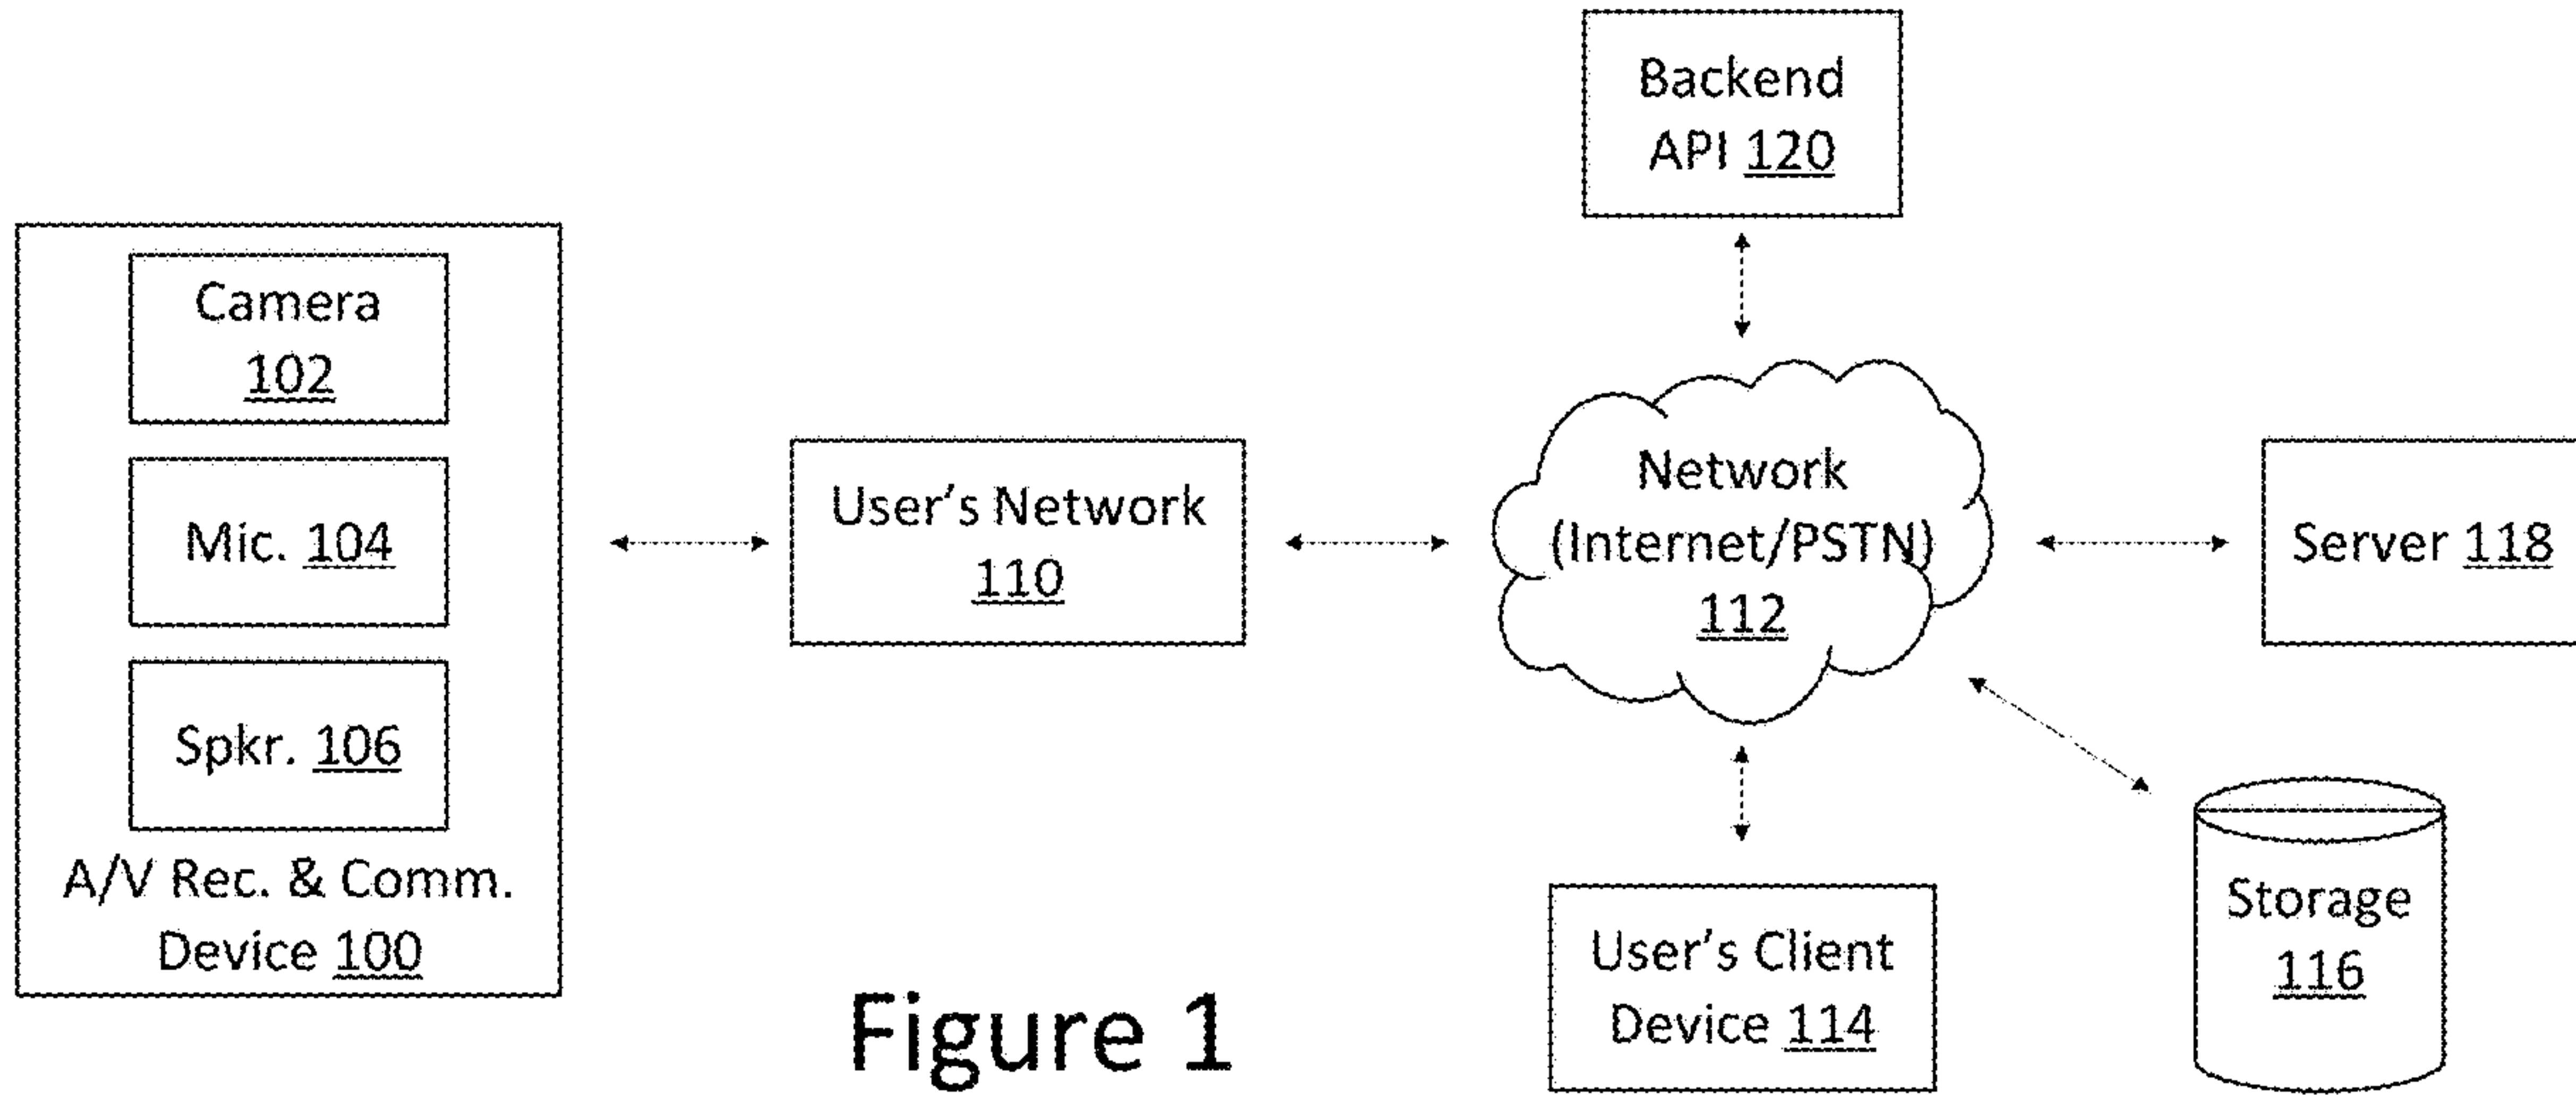 Backend
API 120
Camera
102
Mic. 104
Spkr. 106
A/V Rec. & Comm.
Device 100
User's Network
110
Network
(Internet/PSTN)
112
Server 118
Storage
116
User's Client
Device 114
Figure 1